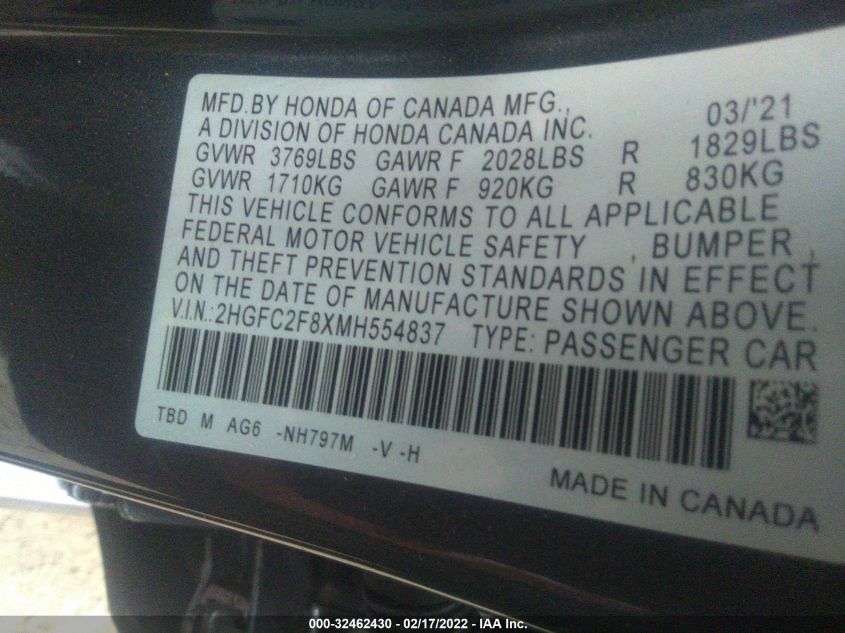 MFD.BY HONDA OF CANADA MFG., 03/'21
A DIVISION OF HONDA CANADA INC.
GVWR 3769LBS GAWR F 2028LBS R 1829LBS
GVWR 1710KG GAWR F 920KG R 830KG
THIS VEHICLE CONFORMS TO ALL APPLICABLE
FEDERAL MOTOR VEHICLE SAFETY , BUMPER ,
AND THEFT PREVENTION STANDARDS IN EFFECT
ON THE DATE OF MANUFACTURE SHOWN ABOVE.
V.I.N.:2HGFC2F8XMH554837 TYPE: PASSENGER CAR
TBD M AG6 -NH797M -V -H
MADE IN CANADA
000-32462430 - 02/17/2022 - IAA Inc.